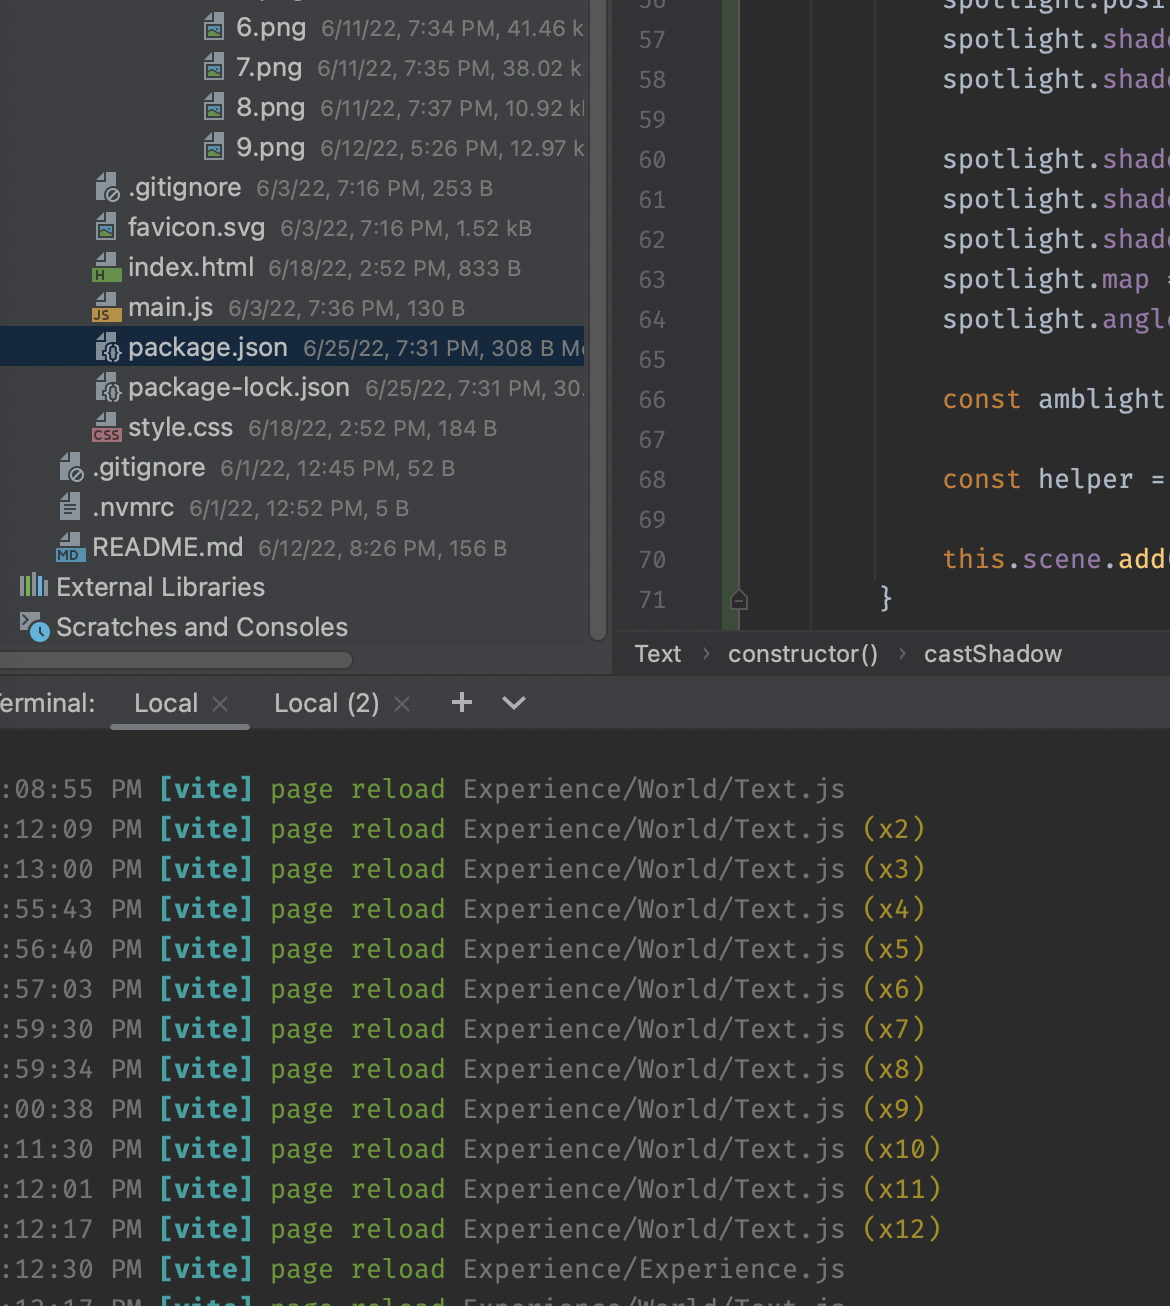 6.png 6/11/22, 7:34 PM, 41.46 k
7.png 6/11/22, 7:35 PM, 38.02 k
8.png 6/11/22, 7:37 PM, 10.92 k
9.png 6/12/22, 5:26 PM, 12.97 k
.gitignore 6/3/22, 7:16 PM, 253 B
favicon.svg 6/3/22, 7:16 PM, 1.52 kB
index.html 6/18/22, 2:52 PM, 833 B
main.js 6/3/22, 7:36 PM, 130 B
package.json 6/25/22, 7:31 PM, 308 B M
package-lock.json 6/25/22, 7:31 PM, 30.
style.css 6/18/22, 2:52 PM, 184 B
.gitignore 6/1/22, 12:45 PM, 52 B
.nvmrc 6/1/22, 12:52 PM, 5 B
README.md 6/12/22, 8:26 PM, 156 B
External Libraries
Scratches and Consoles
56 spotlight.posi
57 spotlight.shad
58 spotlight.shad
59
60 spotlight.shad
61 spotlight.shad
62 spotlight.shad
63 spotlight.map =
64 spotlight.angl
65
66 const amblight
67
68 const helper =
69
70 this.scene.add
71 }
Text › constructor() › castShadow
erminal: Local × Local (2) × +
:08:55 PM [vite] page reload Experience/World/Text.js
:12:09 PM [vite] page reload Experience/World/Text.js (x2)
:13:00 PM [vite] page reload Experience/World/Text.js (x3)
:55:43 PM [vite] page reload Experience/World/Text.js (x4)
:56:40 PM [vite] page reload Experience/World/Text.js (x5)
:57:03 PM [vite] page reload Experience/World/Text.js (x6)
:59:30 PM [vite] page reload Experience/World/Text.js (x7)
:59:34 PM [vite] page reload Experience/World/Text.js (x8)
:00:38 PM [vite] page reload Experience/World/Text.js (x9)
:11:30 PM [vite] page reload Experience/World/Text.js (x10)
:12:01 PM [vite] page reload Experience/World/Text.js (x11)
:12:17 PM [vite] page reload Experience/World/Text.js (x12)
:12:30 PM [vite] page reload Experience/Experience.js